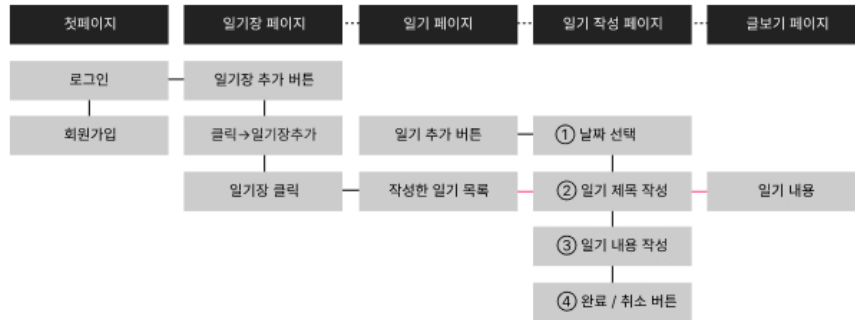 첫페이지
일기장 페이지
일기 페이지
일기 작성 페이지
글보기 페이지
로그인
일기장 추가 버튼
회원가입
클릭→일기장추가
일기 추가 버튼
① 날짜 선택
일기장 클릭
작성한 일기 목록
② 일기 제목 작성
일기 내용
③ 일기 내용 작성
④ 완료 / 취소 버튼